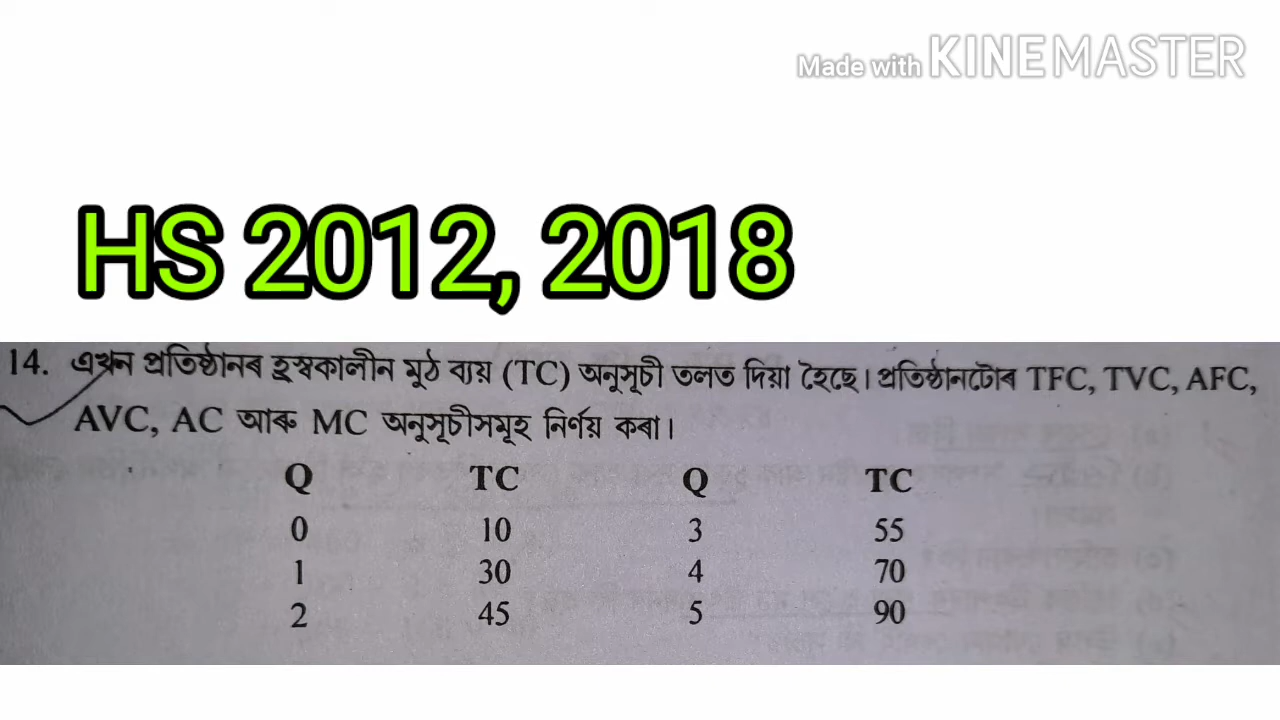 Made with KINEMASTER
HS 2012, 2018
14. এখন প্ৰতিষ্ঠানৰ হ্ৰস্বকালীন মুঠ ব্যয় (TC) অনুসূচী তলত দিয়া হৈছে। প্ৰতিষ্ঠানটোৰ TFC, TVC, AFC,
AVC, AC আৰু MC অনুসূচীসমূহ নিৰ্ণয় কৰা।
Q TC Q TC
0 10 3 55
1 30 4 70
2 45 5 90